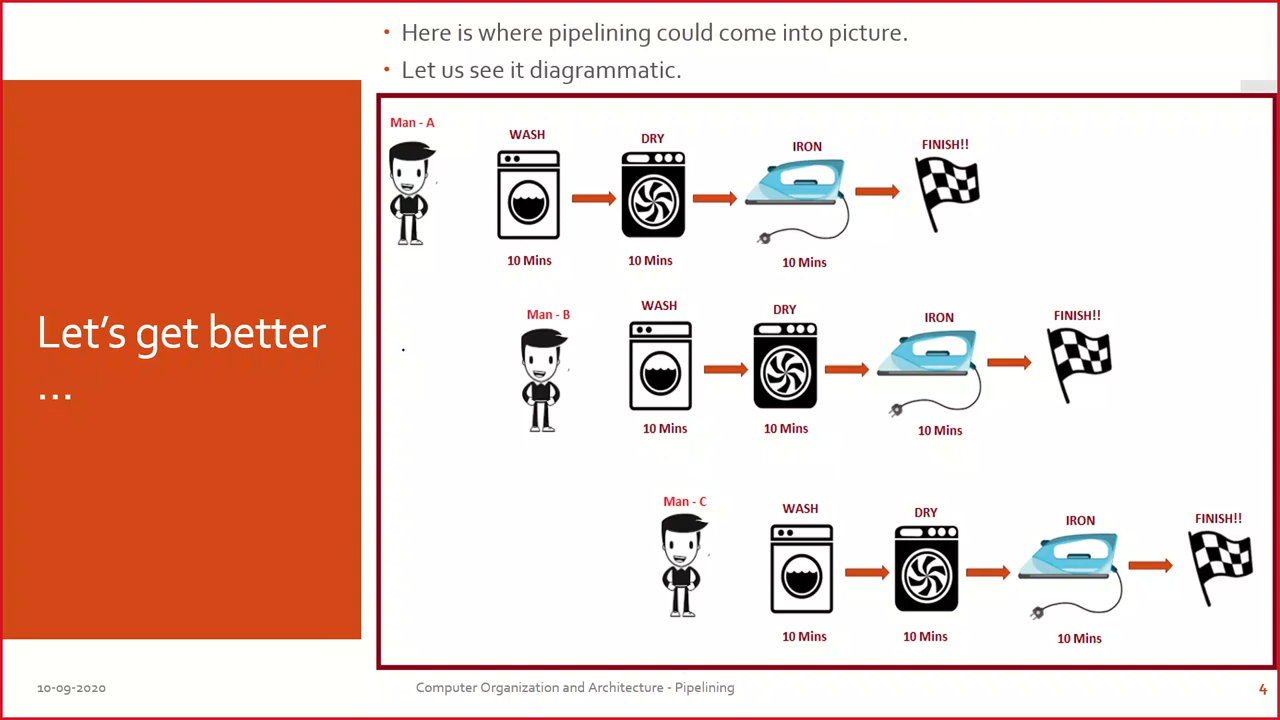 • Here is where pipelining could come into picture.
• Let us see it diagrammatic.
Let's get better
...
Man - A
WASH
DRY
IRON
FINISH!!
10 Mins
10 Mins
10 Mins
Man - B
WASH
DRY
IRON
FINISH!!
10 Mins
10 Mins
10 Mins
Man - C
WASH
DRY
IRON
FINISH!!
10 Mins
10 Mins
10 Mins
10-09-2020
Computer Organization and Architecture - Pipelining
4